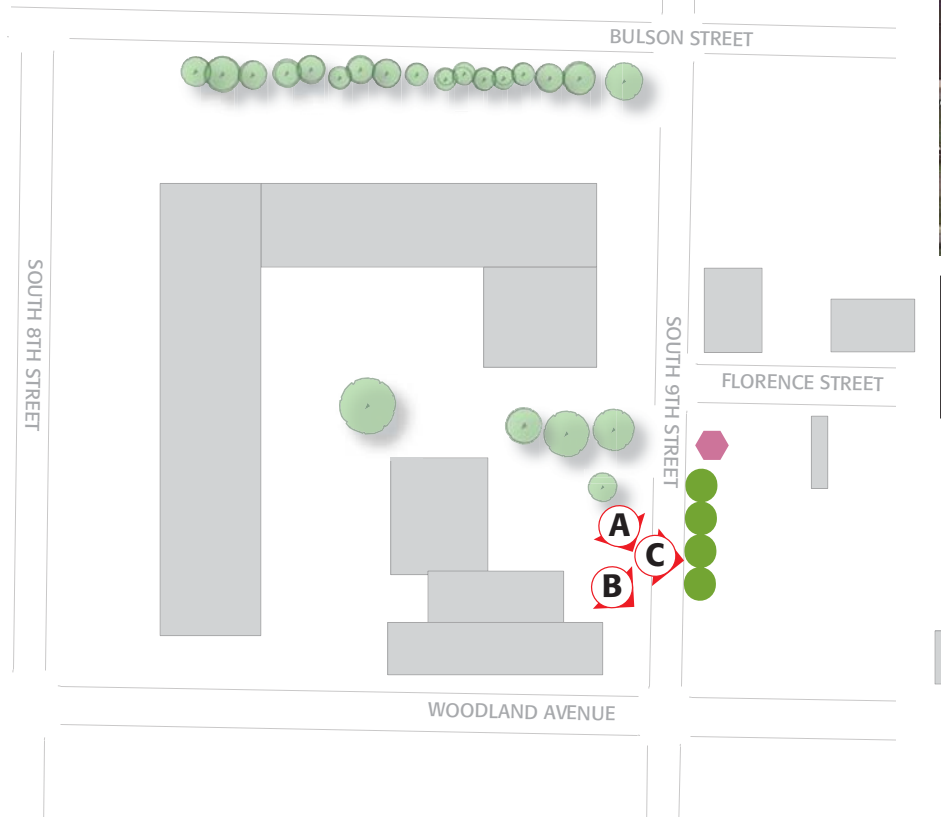 BULSON STREET
SOUTH 8TH STREET
SOUTH 9TH STREET
FLORENCE STREET
A
C
B
WOODLAND AVENUE